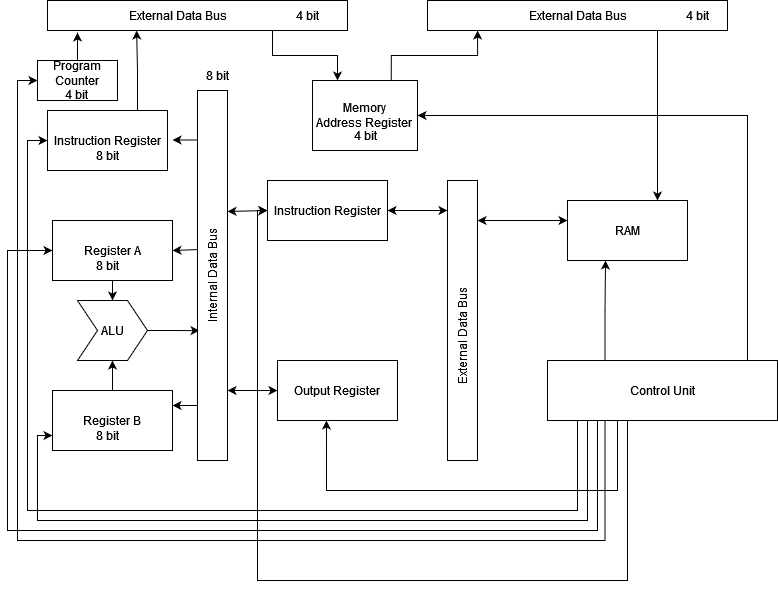 External Data Bus 4 bit
External Data Bus 4 bit
Program
Counter
4 bit
8 bit
Memory
Address Register
4 bit
Instruction Register
8 bit
Instruction Register
RAM
Register A
8 bit
Internal Data Bus
ALU
External Data Bus
Output Register
Control Unit
Register B
8 bit